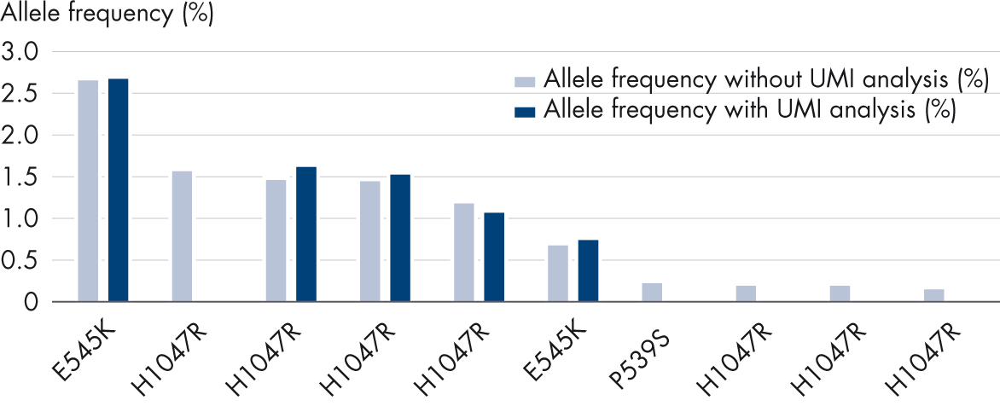 Allele frequency (%)
3.0
2.5
2.0
1.5
1.0
0.5
0
Allele frequency without UMI analysis (%)
Allele frequency with UMI analysis (%)
E545K
H1047R
H1047R
H1047R
H1047R
E545K
P539S
H1047R
H1047R
H1047R